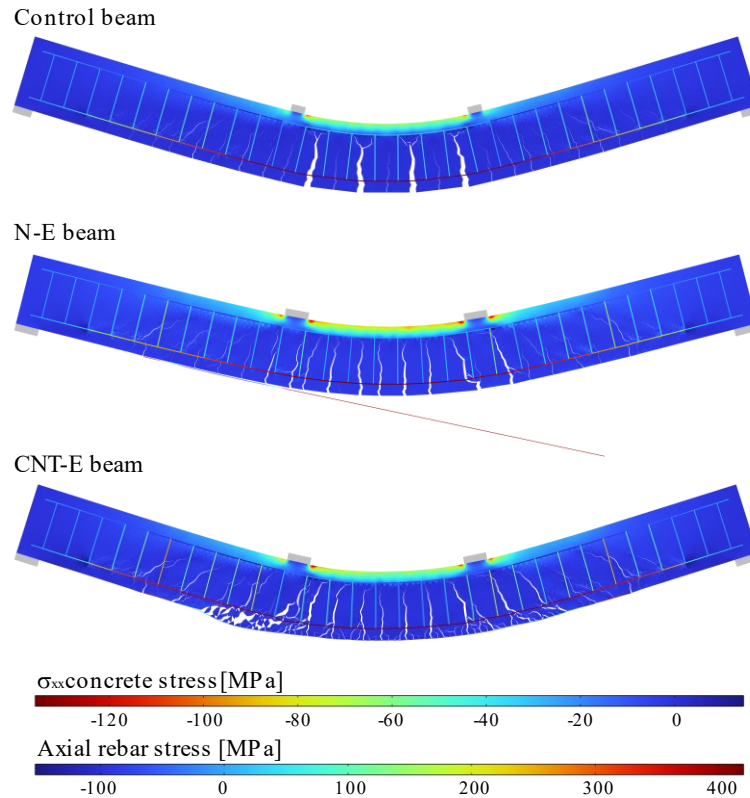 Control beam
N-E beam
CNT-E beam
σxx concrete stress [MPa]
-120 -100 -80 -60 -40 -20 0
Axial rebar stress [MPa]
-100 0 100 200 300 400